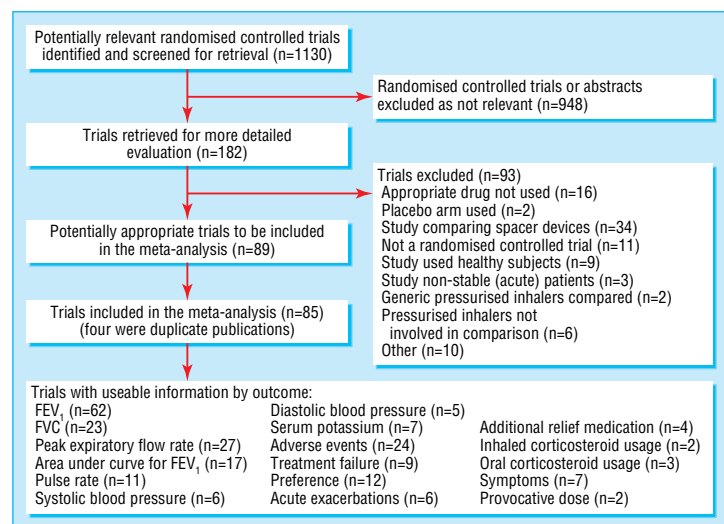 Potentially relevant randomised controlled trials
identified and screened for retrieval (n=1130)
Randomised controlled trials or abstracts
excluded as not relevant (n=948)
Trials retrieved for more detailed
evaluation (n=182)
Trials excluded (n=93)
Appropriate drug not used (n=16)
Placebo arm used (n=2)
Study comparing spacer devices (n=34)
Not a randomised controlled trial (n=11)
Study used healthy subjects (n=9)
Study non-stable (acute) patients (n=3)
Generic pressurised inhalers compared (n=2)
Pressurised inhalers not
involved in comparison (n=6)
Other (n=10)
Potentially appropriate trials to be included
in the meta-analysis (n=89)
Trials included in the meta-analysis (n=85)
(four were duplicate publications)
Trials with useable information by outcome:
FEV₁ (n=62)
FVC (n=23)
Peak expiratory flow rate (n=27)
Area under curve for FEV₁ (n=17)
Pulse rate (n=11)
Systolic blood pressure (n=6)
Diastolic blood pressure (n=5)
Serum potassium (n=7)
Adverse events (n=24)
Treatment failure (n=9)
Preference (n=12)
Acute exacerbations (n=6)
Additional relief medication (n=4)
Inhaled corticosteroid usage (n=2)
Oral corticosteroid usage (n=3)
Symptoms (n=7)
Provocative dose (n=2)